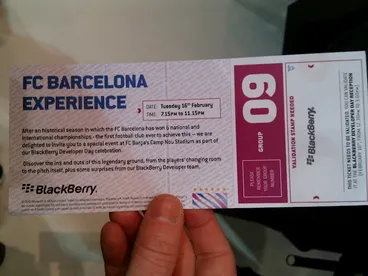 FC BARCELONA
EXPERIENCE
DATE: Tuesday 16th February
TIME: 7.15PM to 11.15PM
After an historical season in which the FC Barcelona has won 6 national and
international championships - the first football club ever to achieve this - we are
delighted to invite you to a special event at FC Barça's Camp Nou Stadium as part of
our BlackBerry Developer Day celebration.
Discover the ins and outs of this legendary ground, from the players' changing room
to the pitch itself, plus some surprises from our BlackBerry Developer team.
BlackBerry
GROUP 09
PLEASE
REMEMBER
YOUR GROUP
NUMBER
VALIDATION STAMP NEEDED
BlackBerry
THIS TICKET NEEDS TO BE VALIDATED. YOU CAN VALIDATE
IT AT THE BLACKBERRY DEVELOPER DAY RECEPTION